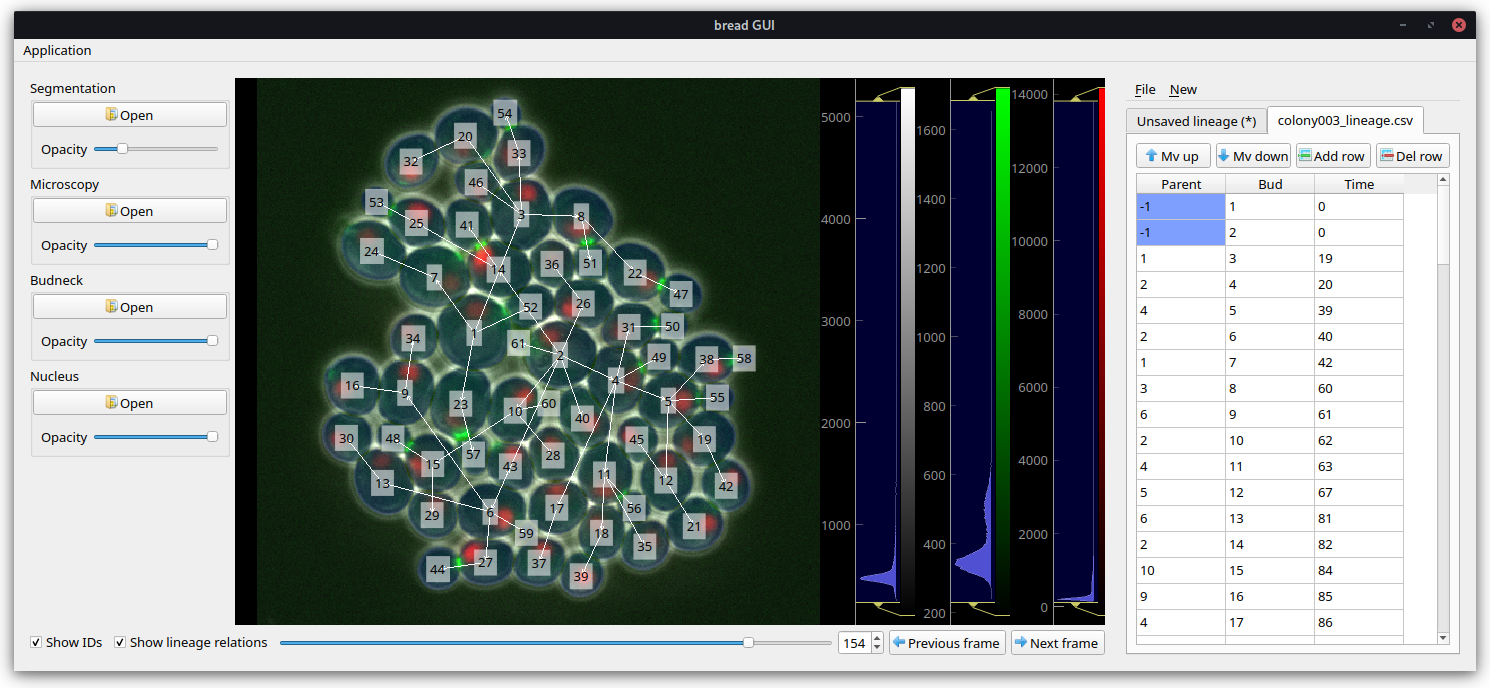 bread GUI
Application
Segmentation
Open
Opacity
Microscopy
Open
Opacity
Budneck
Open
Opacity
Nucleus
Open
Opacity
54
20
33
32
46
53
3
8
25
41
24
14
36
51
7
22
47
52
26
1
31
50
34
61
2
49
38
58
16
9
4
5
55
23
10
60
40
30
48
45
19
15
57
28
43
13
11
12
42
29
6
17
56
59
18
21
35
44
27
37
39
5000
4000
3000
2000
1000
1600
1400
1200
1000
800
600
400
200
14000
12000
10000
8000
6000
4000
2000
0
Show IDs Show lineage relations 154 Previous frame Next frame
File New
Unsaved lineage (*) colony003_lineage.csv
Mv up Mv down Add row Del row
Parent Bud Time
-1 1 0
-1 2 0
1 3 19
2 4 20
4 5 39
2 6 40
1 7 42
3 8 60
6 9 61
2 10 62
4 11 63
5 12 67
6 13 81
2 14 82
10 15 84
9 16 85
4 17 86